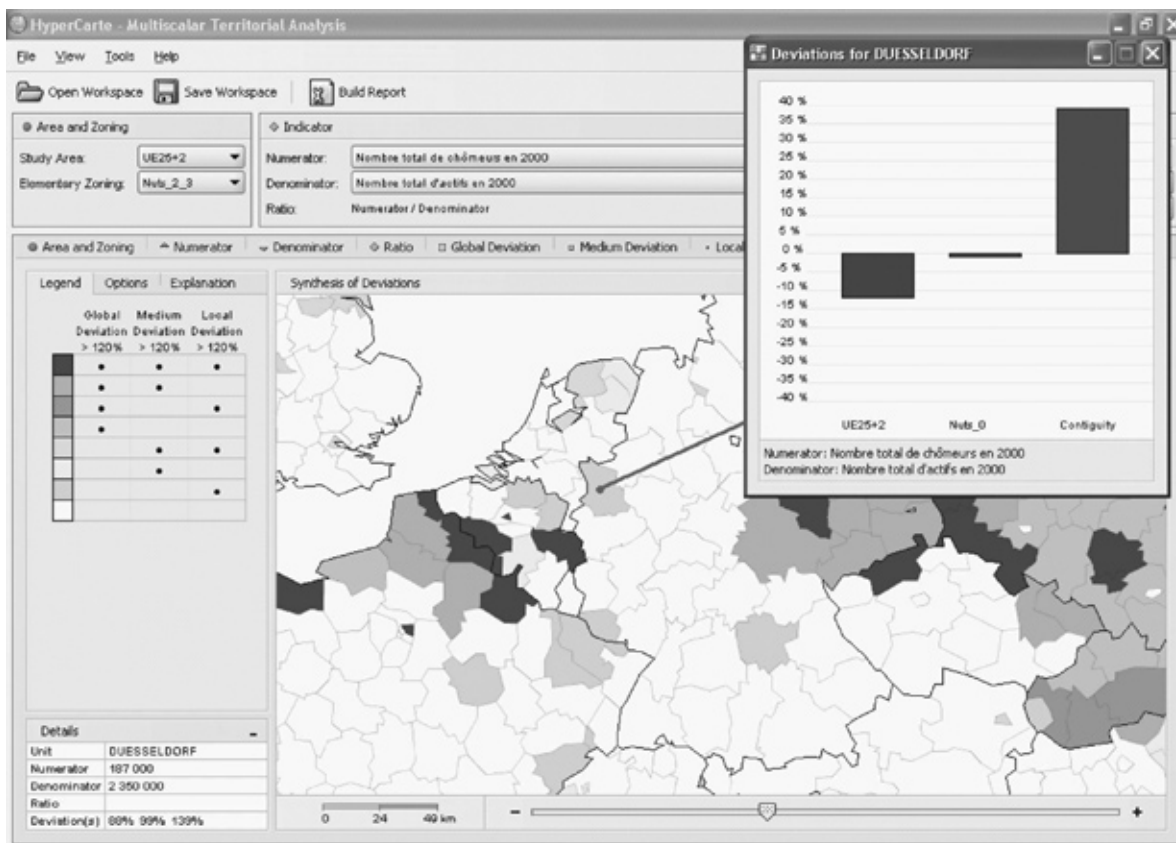 HyperCarte - Multiscalar Territorial Analysis
File View Tools Help
Open Workspace Save Workspace Build Report
Area and Zoning
Study Area: UE25+2
Elementary Zoning: Nuts_2_3
Indicator
Numerator: Nombre total de chômeurs en 2000
Denominator: Nombre total d'actifs en 2000
Ratio: Numerator / Denominator
Area and Zoning Numerator Denominator Ratio Global Deviation Medium Deviation Local
Legend Options Explanation
Global Medium Local
Deviation Deviation Deviation
> 120% > 120% > 120%
Details
Unit DUESSELDORF
Numerator 187 000
Denominator 2 350 000
Ratio
Deviation(s) 88% 99% 139%
Synthesis of Deviations
0 24 49 km
- +
Deviations for DUESSELDORF
40 %
35 %
30 %
25 %
20 %
15 %
10 %
5 %
0 %
-5 %
-10 %
-15 %
-20 %
-25 %
-30 %
-35 %
-40 %
UE25+2 Nuts_0 Contiguity
Numerator: Nombre total de chômeurs en 2000
Denominator: Nombre total d'actifs en 2000